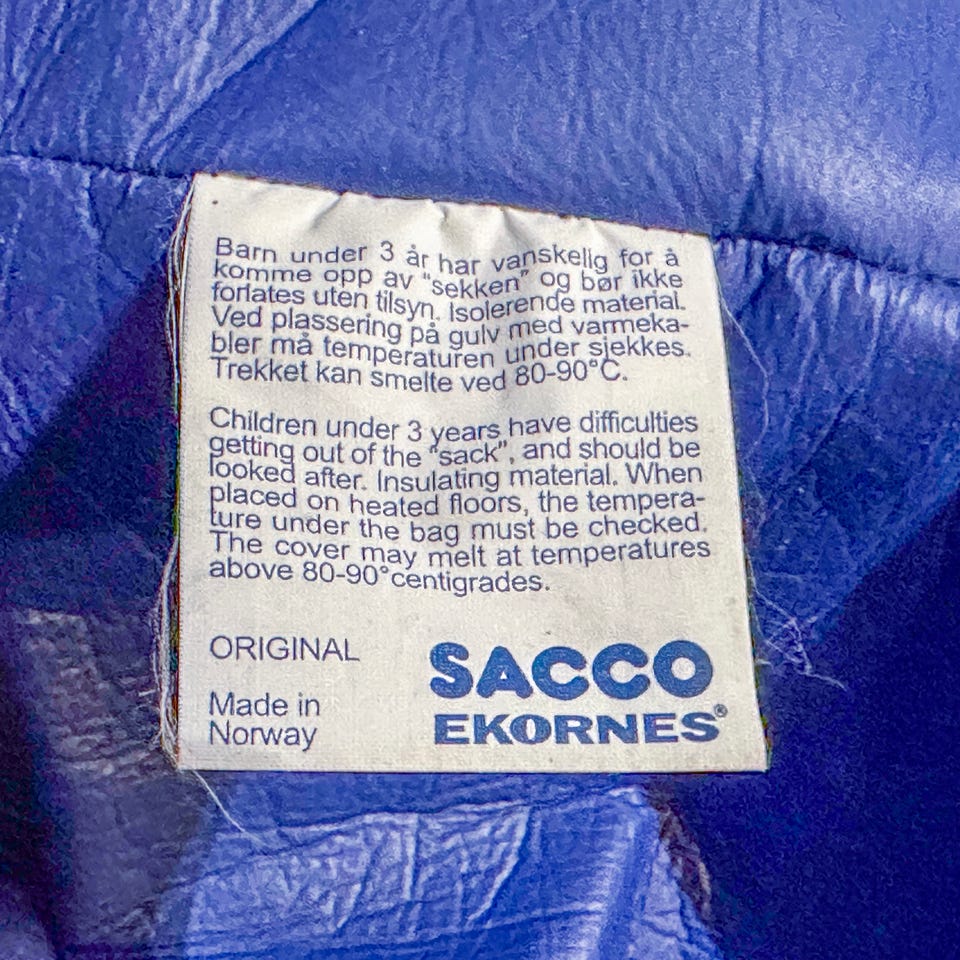 Barn under 3 år har vanskelig for å
komme opp av "sekken" og bør ikke
forlates uten tilsyn. Isolerende material.
Ved plassering på gulv med varmeka-
bler må temperaturen under sjekkes.
Trekket kan smelte ved 80-90°C.
Children under 3 years have difficulties
getting out of the "sack", and should be
looked after. Insulating material. When
placed on heated floors, the tempera-
ture under the bag must be checked.
The cover may melt at temperatures
above 80-90°centigrades.
ORIGINAL
Made in
Norway
SACCO
EKORNES®